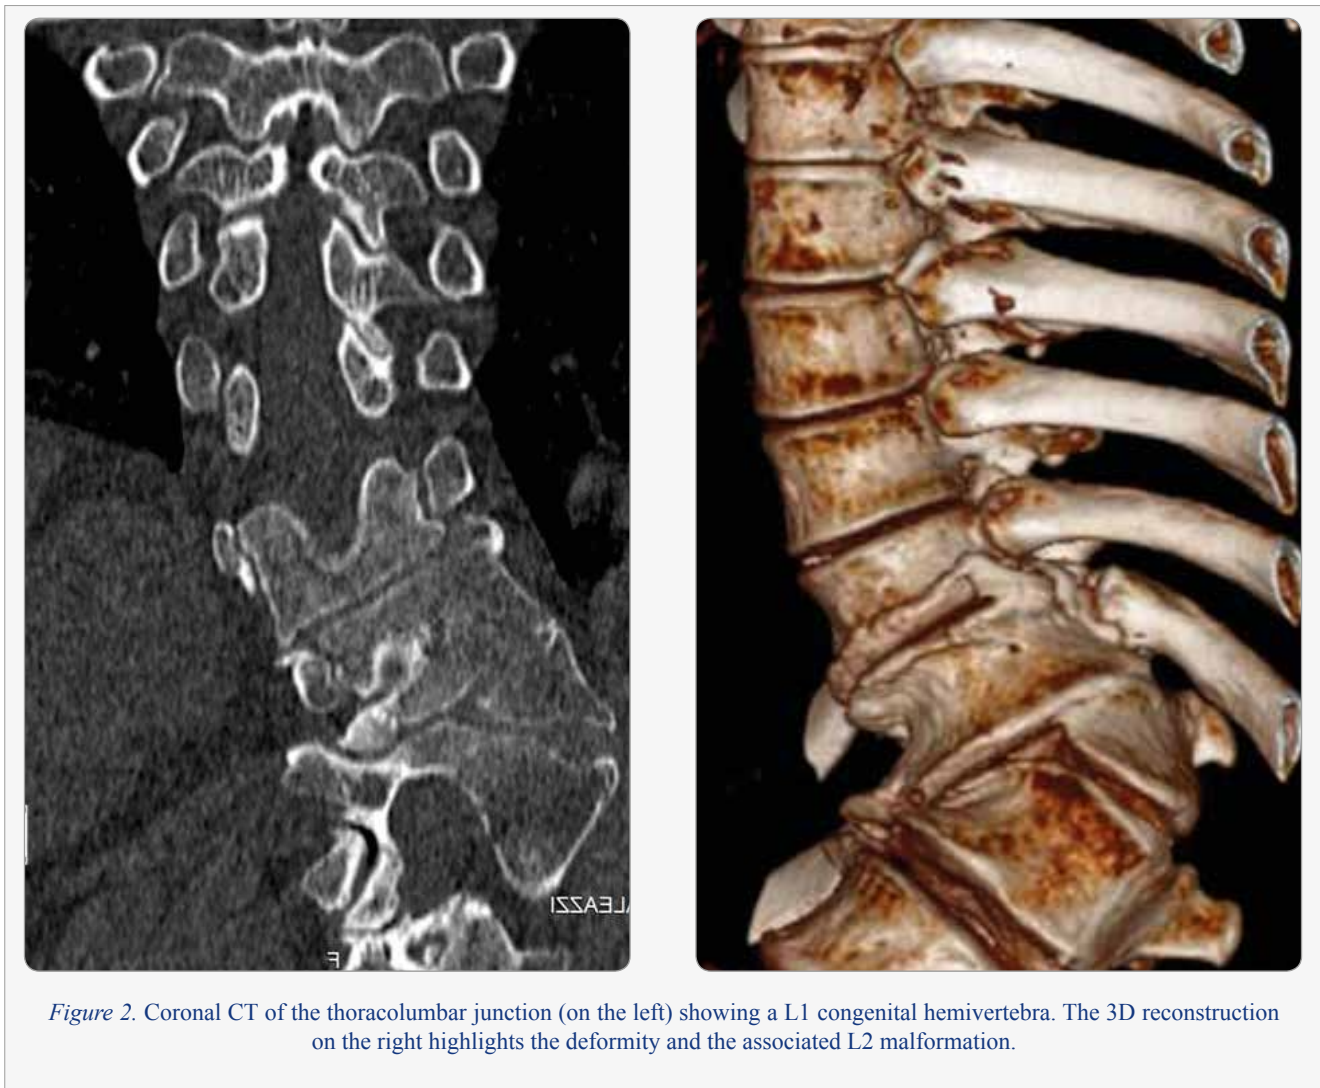 ALEAZZI
F
Figure 2. Coronal CT of the thoracolumbar junction (on the left) showing a L1 congenital hemivertebra. The 3D reconstruction
on the right highlights the deformity and the associated L2 malformation.